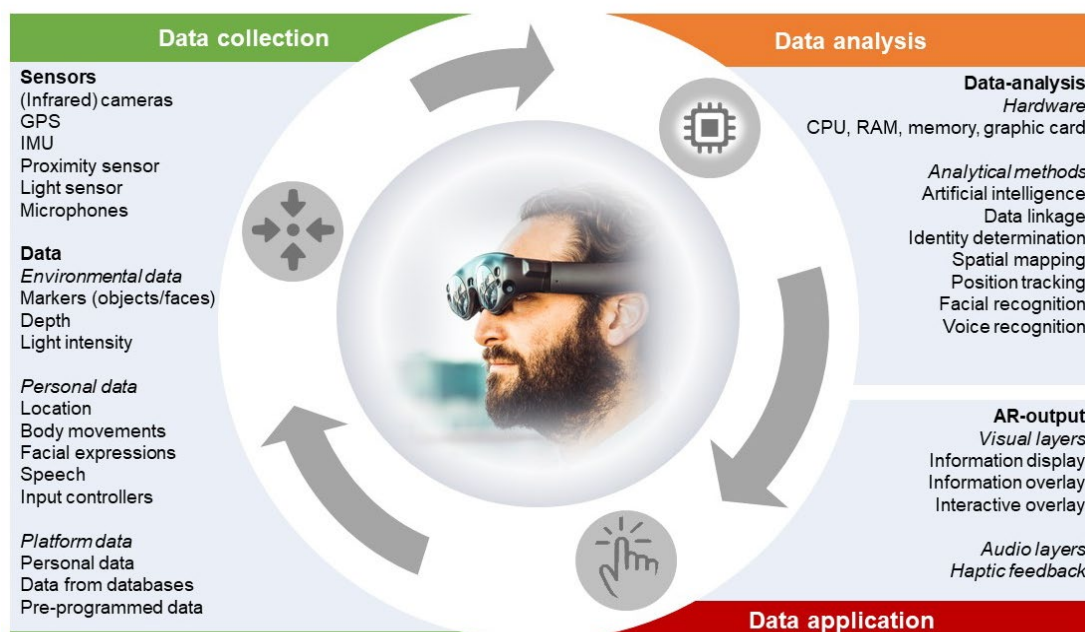 Data collection
Sensors
(Infrared) cameras
GPS
IMU
Proximity sensor
Light sensor
Microphones
Data
Environmental data
Markers (objects/faces)
Depth
Light intensity
Personal data
Location
Body movements
Facial expressions
Speech
Input controllers
Platform data
Personal data
Data from databases
Pre-programmed data
Data analysis
Data-analysis
Hardware
CPU, RAM, memory, graphic card
Analytical methods
Artificial intelligence
Data linkage
Identity determination
Spatial mapping
Position tracking
Facial recognition
Voice recognition
AR-output
Visual layers
Information display
Information overlay
Interactive overlay
Audio layers
Haptic feedback
Data application